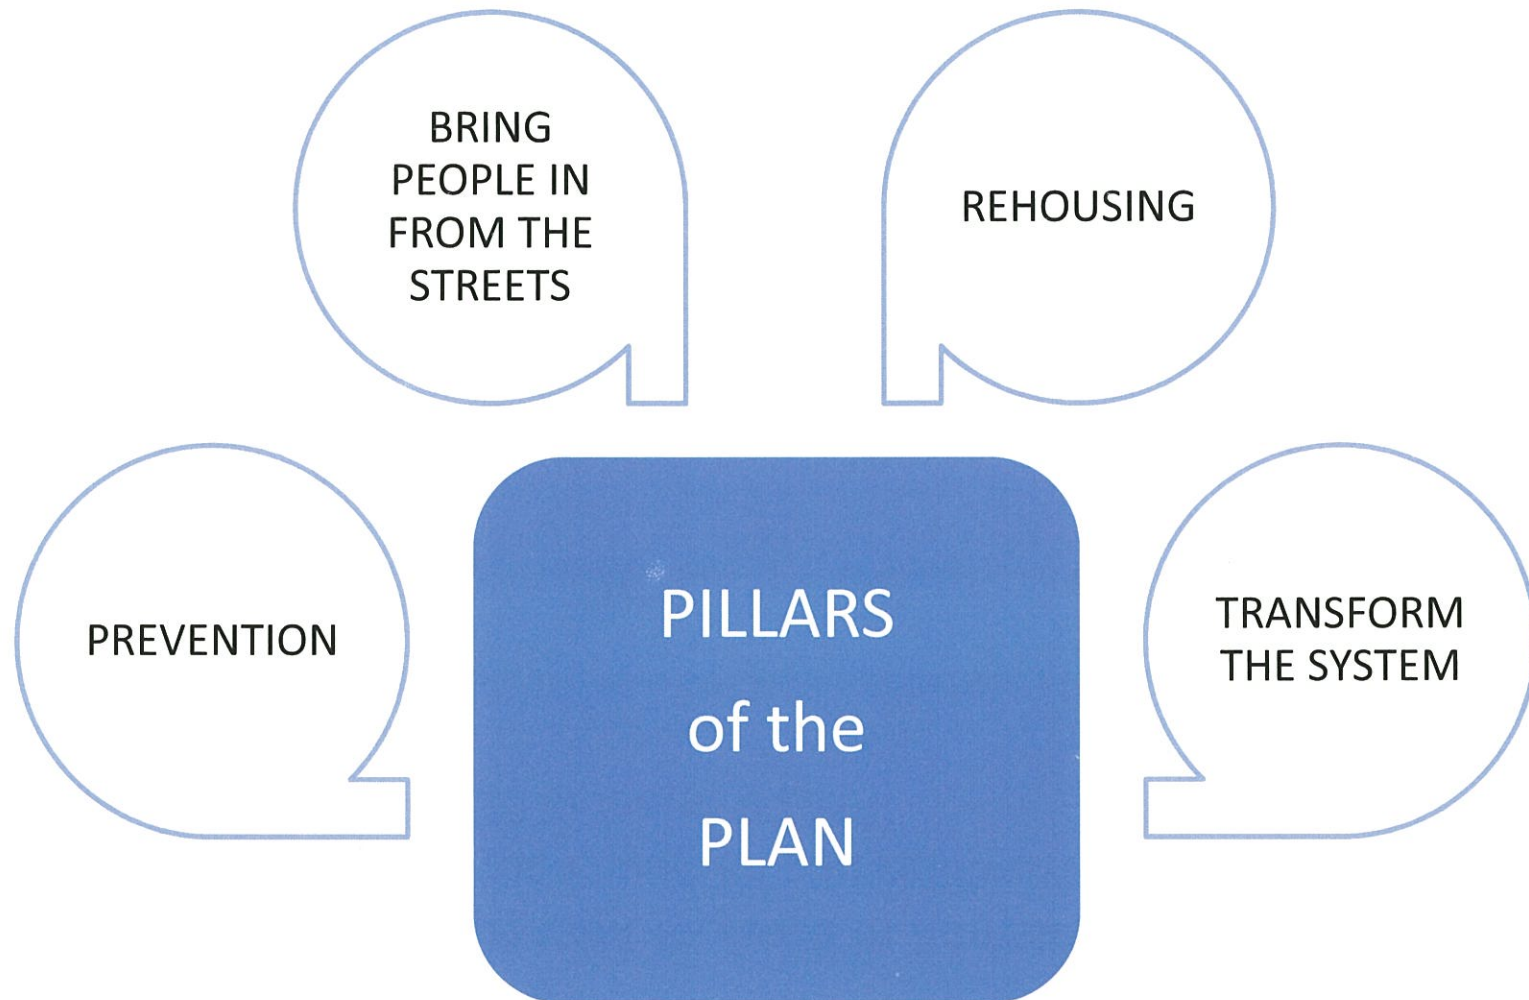 BRING
PEOPLE IN
FROM THE
STREETS
REHOUSING
PREVENTION
PILLARS
of the
PLAN
TRANSFORM
THE SYSTEM